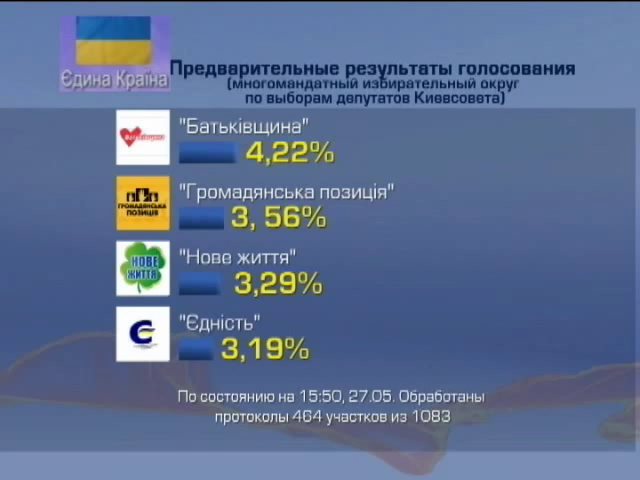 Єдина Країна
Предварительные результаты голосования
(многомандатный избирательный округ
по выборам депутатов Киевсовета)
Батьківщина
"Батьківщина"
4,22%
ГРОМАДЯНСЬКА
ПОЗИЦІЯ
"Громадянська позиція"
3, 56%
НОВЕ
ЖИТТЯ
"Нове життя"
3,29%
Є
"Єдність"
3,19%
По состоянию на 15:50, 27.05. Обработаны
протоколы 464 участков из 1083